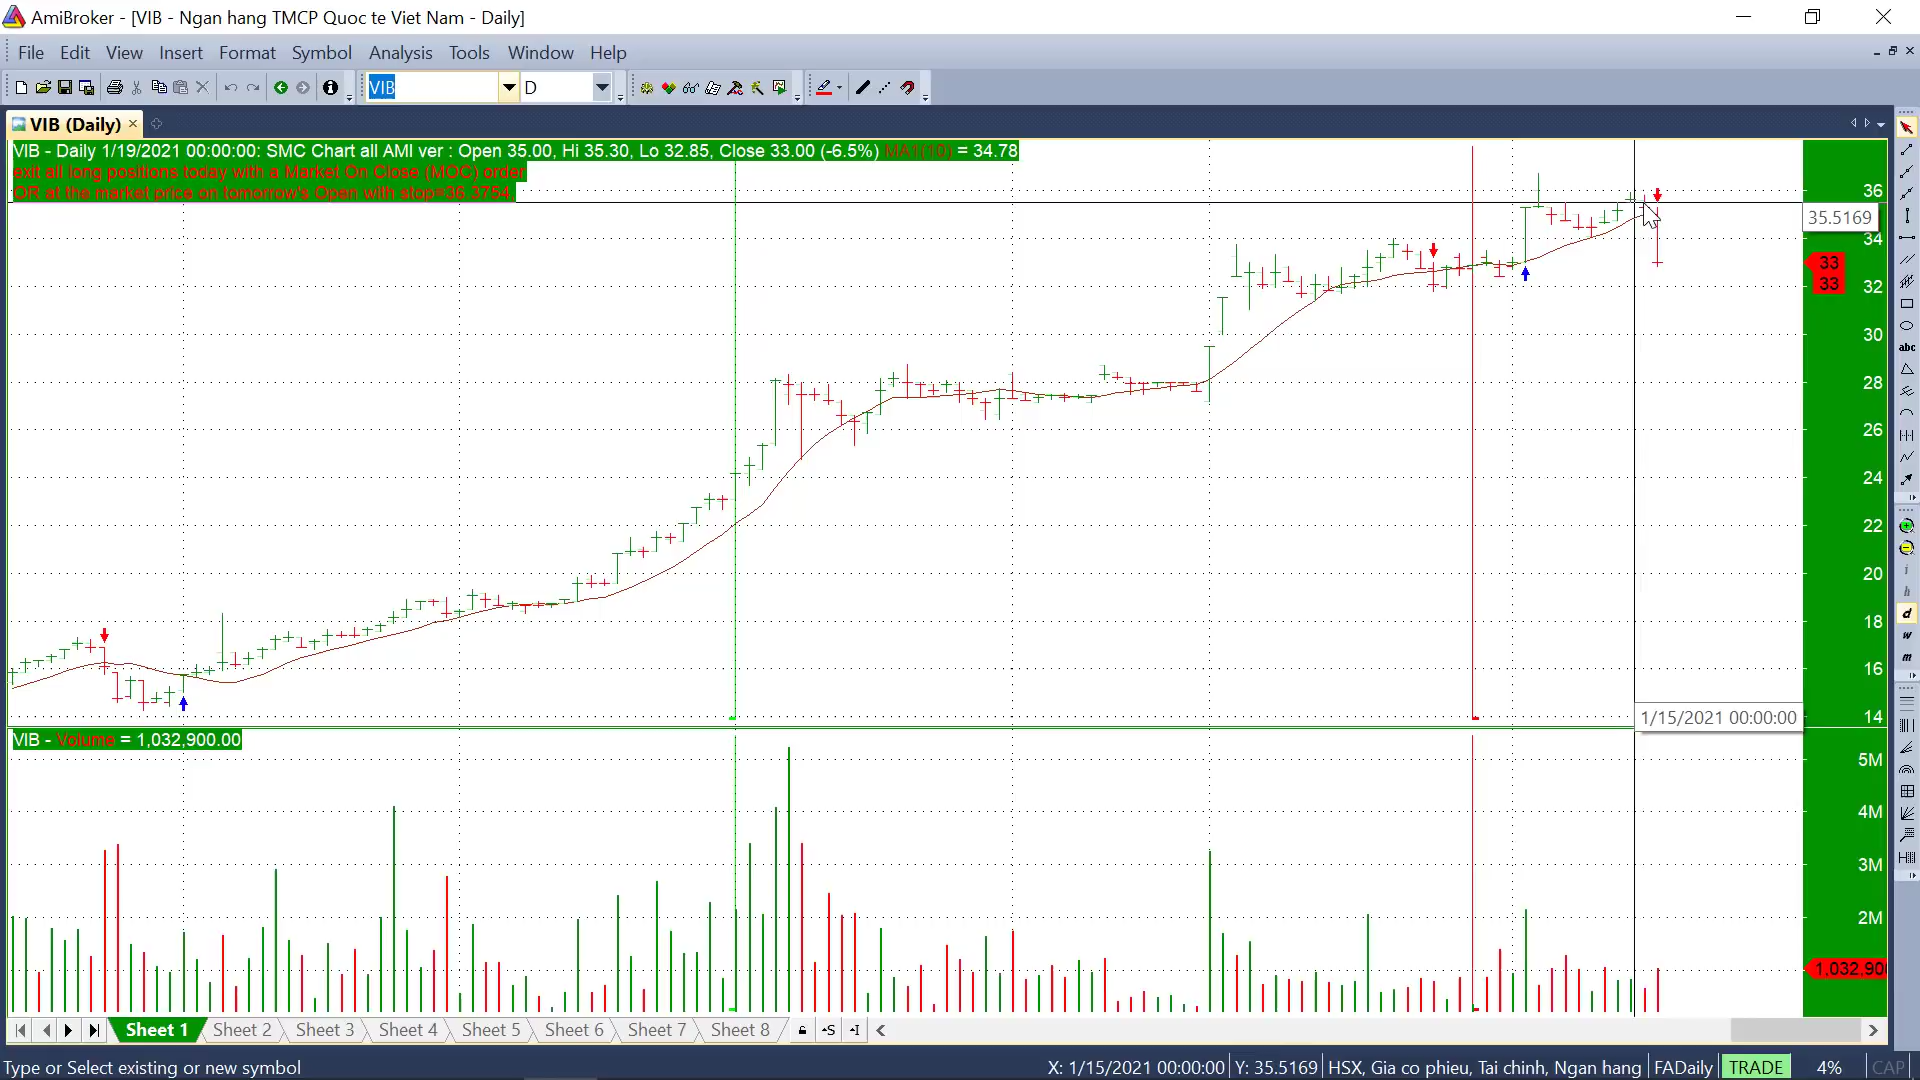 AmiBroker - [VIB - Ngan hang TMCP Quoc te Viet Nam - Daily]
File Edit View Insert Format Symbol Analysis Tools Window Help
VIB D
VIB (Daily)
VIB - Daily 1/19/2021 00:00:00: SMC Chart all AMI ver : Open 35.00, Hi 35.30, Lo 32.85, Close 33.00 (-6.5%) MA1(10) = 34.78
exit all long positions today with a Market On Close (MOC) order
OR at the market price on tomorrow's Open with stop=36.3754
36
35.5169
34
33
33
32
30
28
26
24
22
20
18
16
14
1/15/2021 00:00:00
abc
i
h
d
w
m
VIB - Volume = 1,032,900.00
5M
4M
3M
2M
1,032,90
Sheet 1 Sheet 2 Sheet 3 Sheet 4 Sheet 5 Sheet 6 Sheet 7 Sheet 8
Type or Select existing or new symbol X: 1/15/2021 00:00:00 Y: 35.5169 HSX, Gia co phieu, Tai chinh, Ngan hang FADaily TRADE 4% CAP